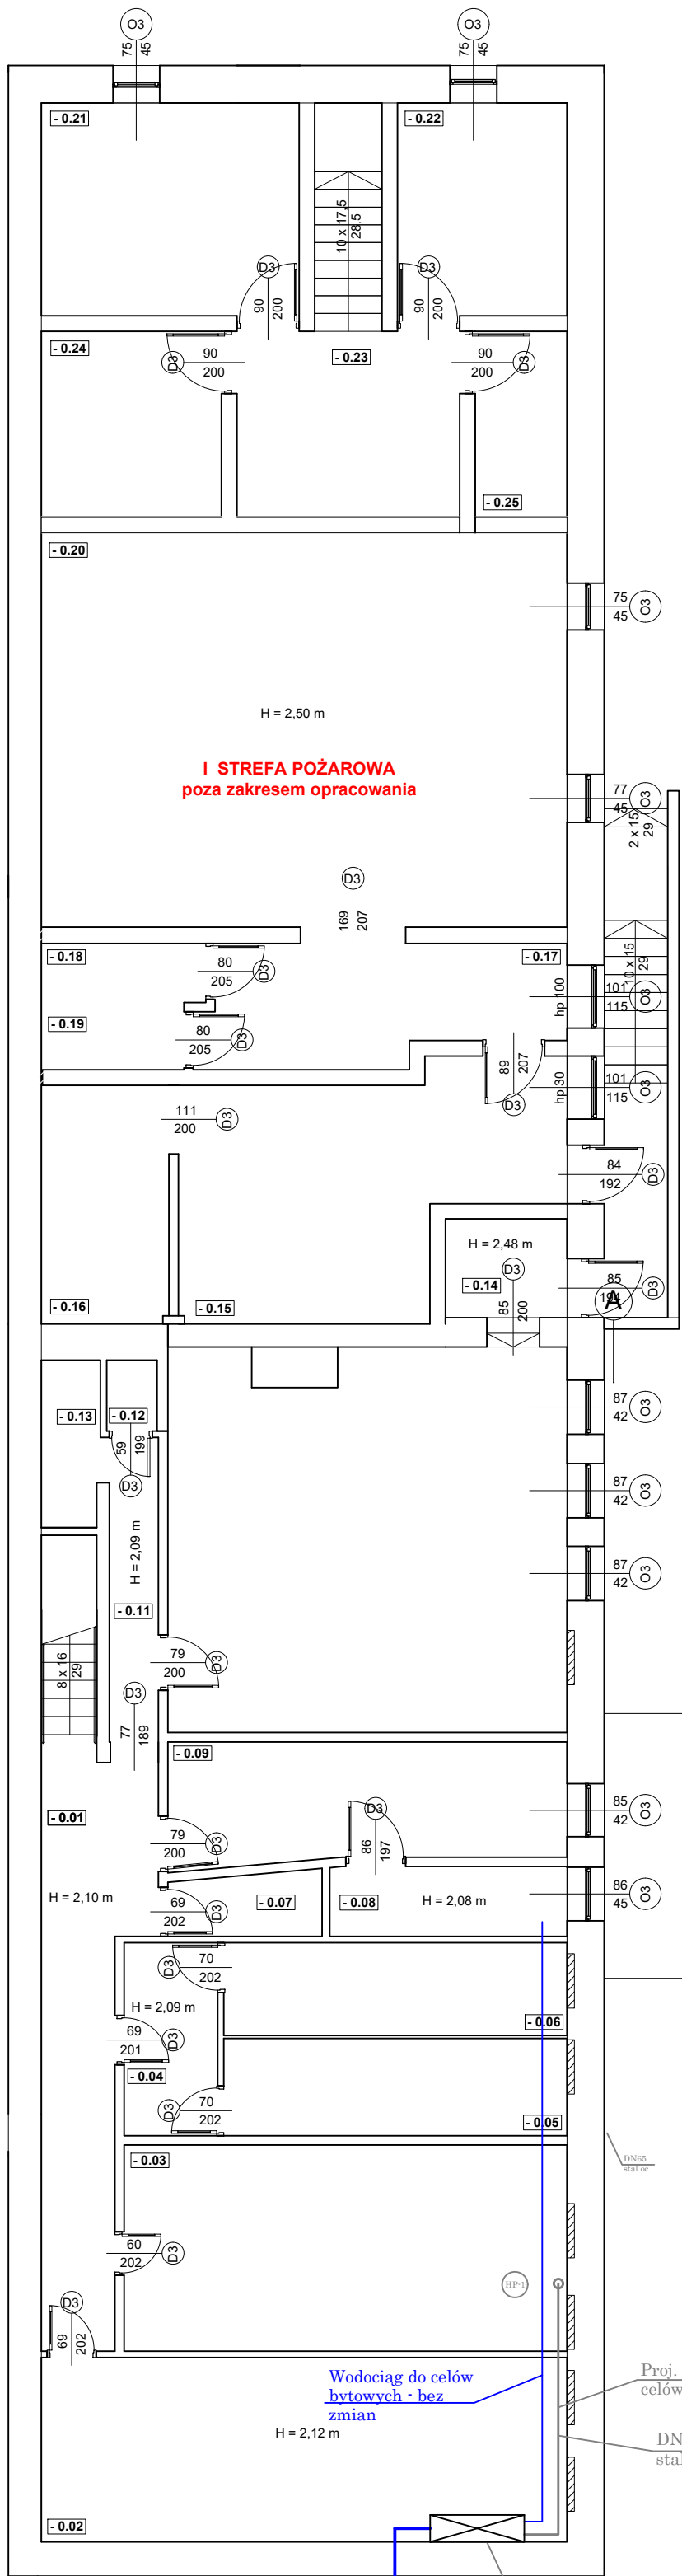 O3
75
45
O3
75
45
- 0.21
- 0.22
10 x 17,5
28,5
D3
90
200
D3
90
200
- 0.24
D3
90
200
- 0.23
90
200
D3
- 0.25
- 0.20
75
45
O3
H = 2,50 m
I STREFA POŻAROWA
poza zakresem opracowania
77
45
O3
2 x 15
29
D3
169
207
- 0.18
80
205
D3
- 0.17
hp 100
101
115
O3
10 x 15
29
- 0.19
80
205
D3
89
207
D3
hp 30
101
115
O3
111
200
D3
84
192
D3
H = 2,48 m
D3
- 0.14
85
200
85
194
D3
A
- 0.16
- 0.15
87
42
O3
- 0.13
- 0.12
59
199
D3
87
42
O3
H = 2,09 m
87
42
O3
- 0.11
8 x 16
29
79
200
D3
D3
77
189
- 0.09
- 0.01
79
200
D3
D3
86
197
85
42
O3
H = 2,10 m
69
202
D3
- 0.07
- 0.08
H = 2,08 m
86
45
O3
D3
70
202
H = 2,09 m
69
201
D3
- 0.06
- 0.04
D3
70
202
- 0.05
- 0.03
DN65
stal oc.
60
202
D3
HP-1
D3
69
202
Wodociąg do celów
bytowych - bez
zmian
Proj.
celów
H = 2,12 m
DN
stal
- 0.02